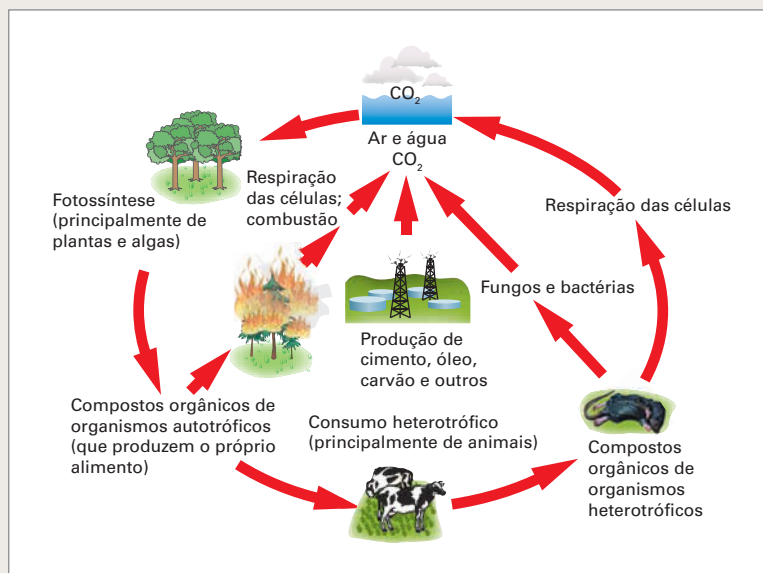 CO₂
Ar e água
CO₂
Fotossíntese
(principalmente de
plantas e algas)
Respiração
das células;
combustão
Respiração das células
Fungos e bactérias
Produção de
cimento, óleo,
carvão e outros
Compostos orgânicos de
organismos autotróficos
(que produzem o próprio
alimento)
Consumo heterotrófico
(principalmente de animais)
Compostos
orgânicos de
organismos
heterotróficos